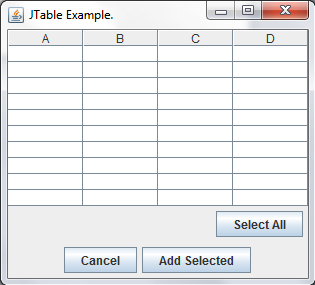 JTable Example.
A B C D
Select All
Cancel Add Selected